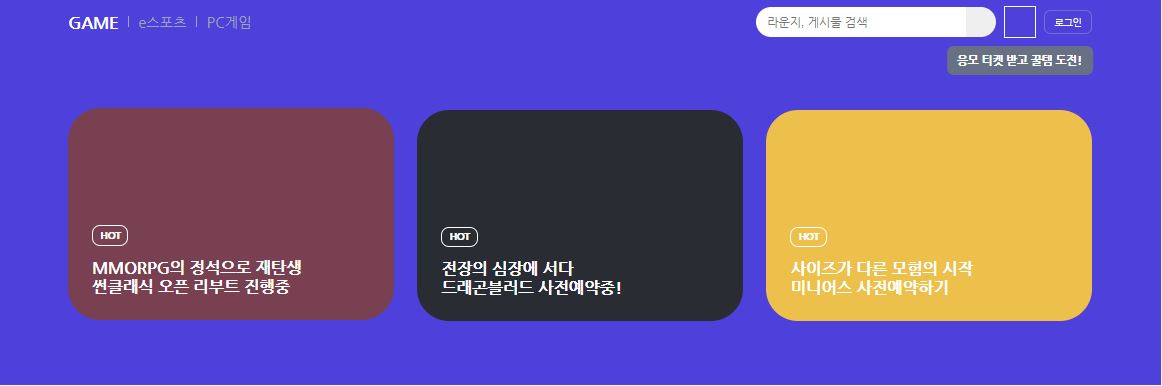 GAME | e스포츠 | PC게임
라운지, 게시물 검색
로그인
응모 티켓 받고 꿀템 도전!
HOT
MMORPG의 정석으로 재탄생
썬클래식 오픈 리부트 진행중
HOT
전장의 심장에 서다
드래곤블러드 사전예약중!
HOT
사이즈가 다른 모험의 시작
미니어스 사전예약하기